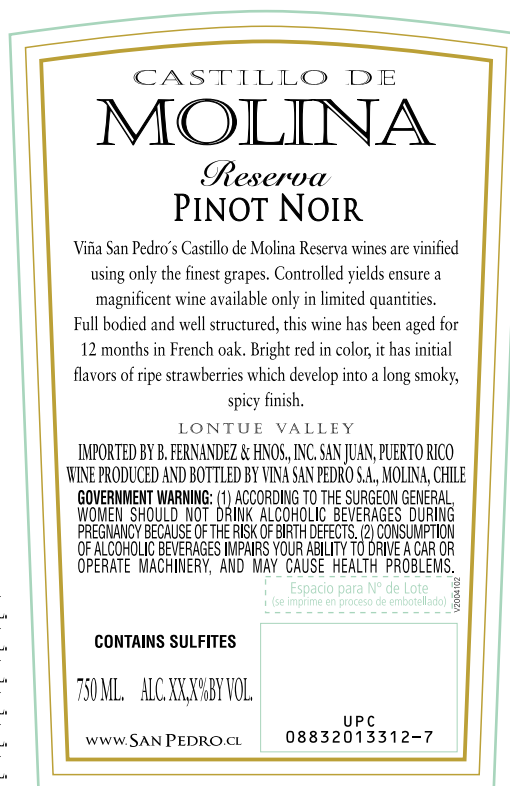 CASTILLO DE
MOLINA
Reserva
PINOT NOIR
Viña San Pedro´s Castillo de Molina Reserva wines are vinified
using only the finest grapes. Controlled yields ensure a
magnificent wine available only in limited quantities.
Full bodied and well structured, this wine has been aged for
12 months in French oak. Bright red in color, it has initial
flavors of ripe strawberries which develop into a long smoky,
spicy finish.
LONTUE VALLEY
IMPORTED BY B. FERNANDEZ & HNOS., INC. SAN JUAN, PUERTO RICO
WINE PRODUCED AND BOTTLED BY VINA SAN PEDRO S.A., MOLINA, CHILE
GOVERNMENT WARNING: (1) ACCORDING TO THE SURGEON GENERAL,
WOMEN SHOULD NOT DRINK ALCOHOLIC BEVERAGES DURING
PREGNANCY BECAUSE OF THE RISK OF BIRTH DEFECTS. (2) CONSUMPTION
OF ALCOHOLIC BEVERAGES IMPAIRS YOUR ABILITY TO DRIVE A CAR OR
OPERATE MACHINERY, AND MAY CAUSE HEALTH PROBLEMS.
Espacio para Nº de Lote
(se imprime en proceso de embotellado)
V2004102
CONTAINS SULFITES
750 ML. ALC. XX,X%BY VOL.
UPC
08832013312-7
WWW.SAN PEDRO.CL